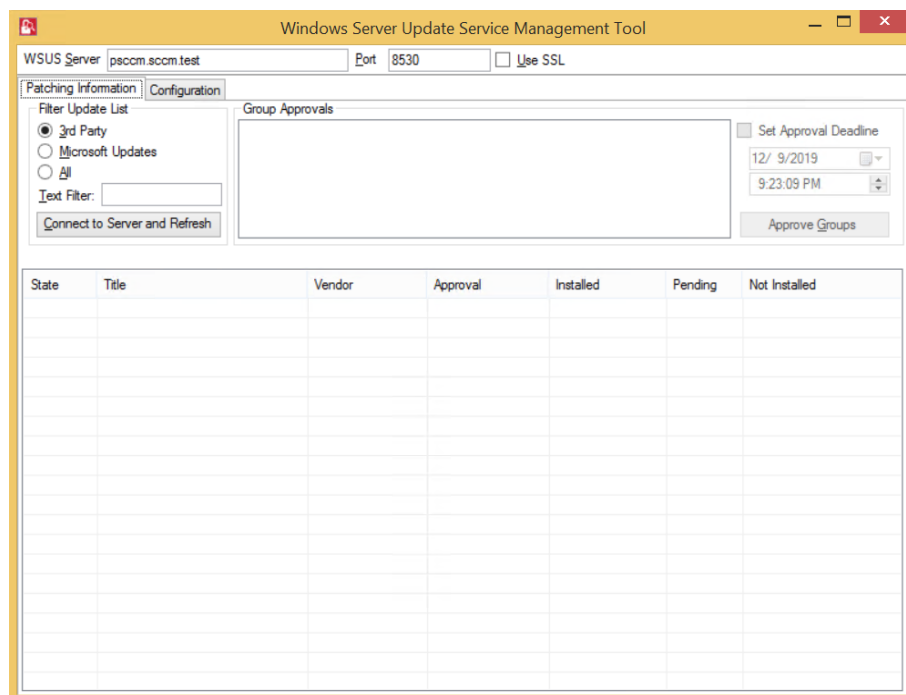 Windows Server Update Service Management Tool
WSUS Server psccm.sccm.test Port 8530 Use SSL
Patching Information Configuration
Filter Update List Group Approvals
3rd Party Set Approval Deadline
Microsoft Updates 12/ 9/2019
All
Text Filter: 9:23:09 PM
Connect to Server and Refresh Approve Groups
State Title Vendor Approval Installed Pending Not Installed